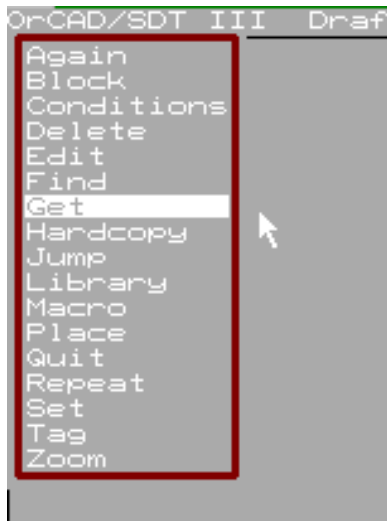 OrCAD/SDT III Draf
Again
Block
Conditions
Delete
Edit
Find
Get
Hardcopy
Jump
Library
Macro
Place
Quit
Repeat
Set
Tag
Zoom